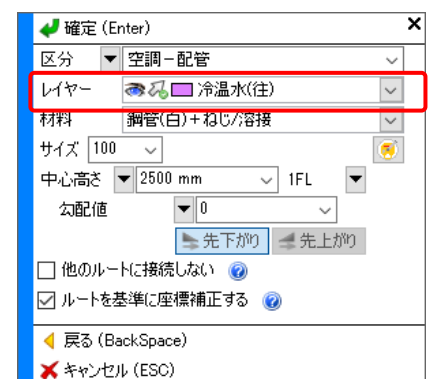 確定 (Enter)
区分 空調-配管
レイヤー 冷温水(往)
材料 鋼管(白)+ねじ/溶接
サイズ 100
中心高さ 2500 mm 1FL
勾配値 0
先下がり 先上がり
他のルートに接続しない
ルートを基準に座標補正する
戻る (BackSpace)
キャンセル (ESC)